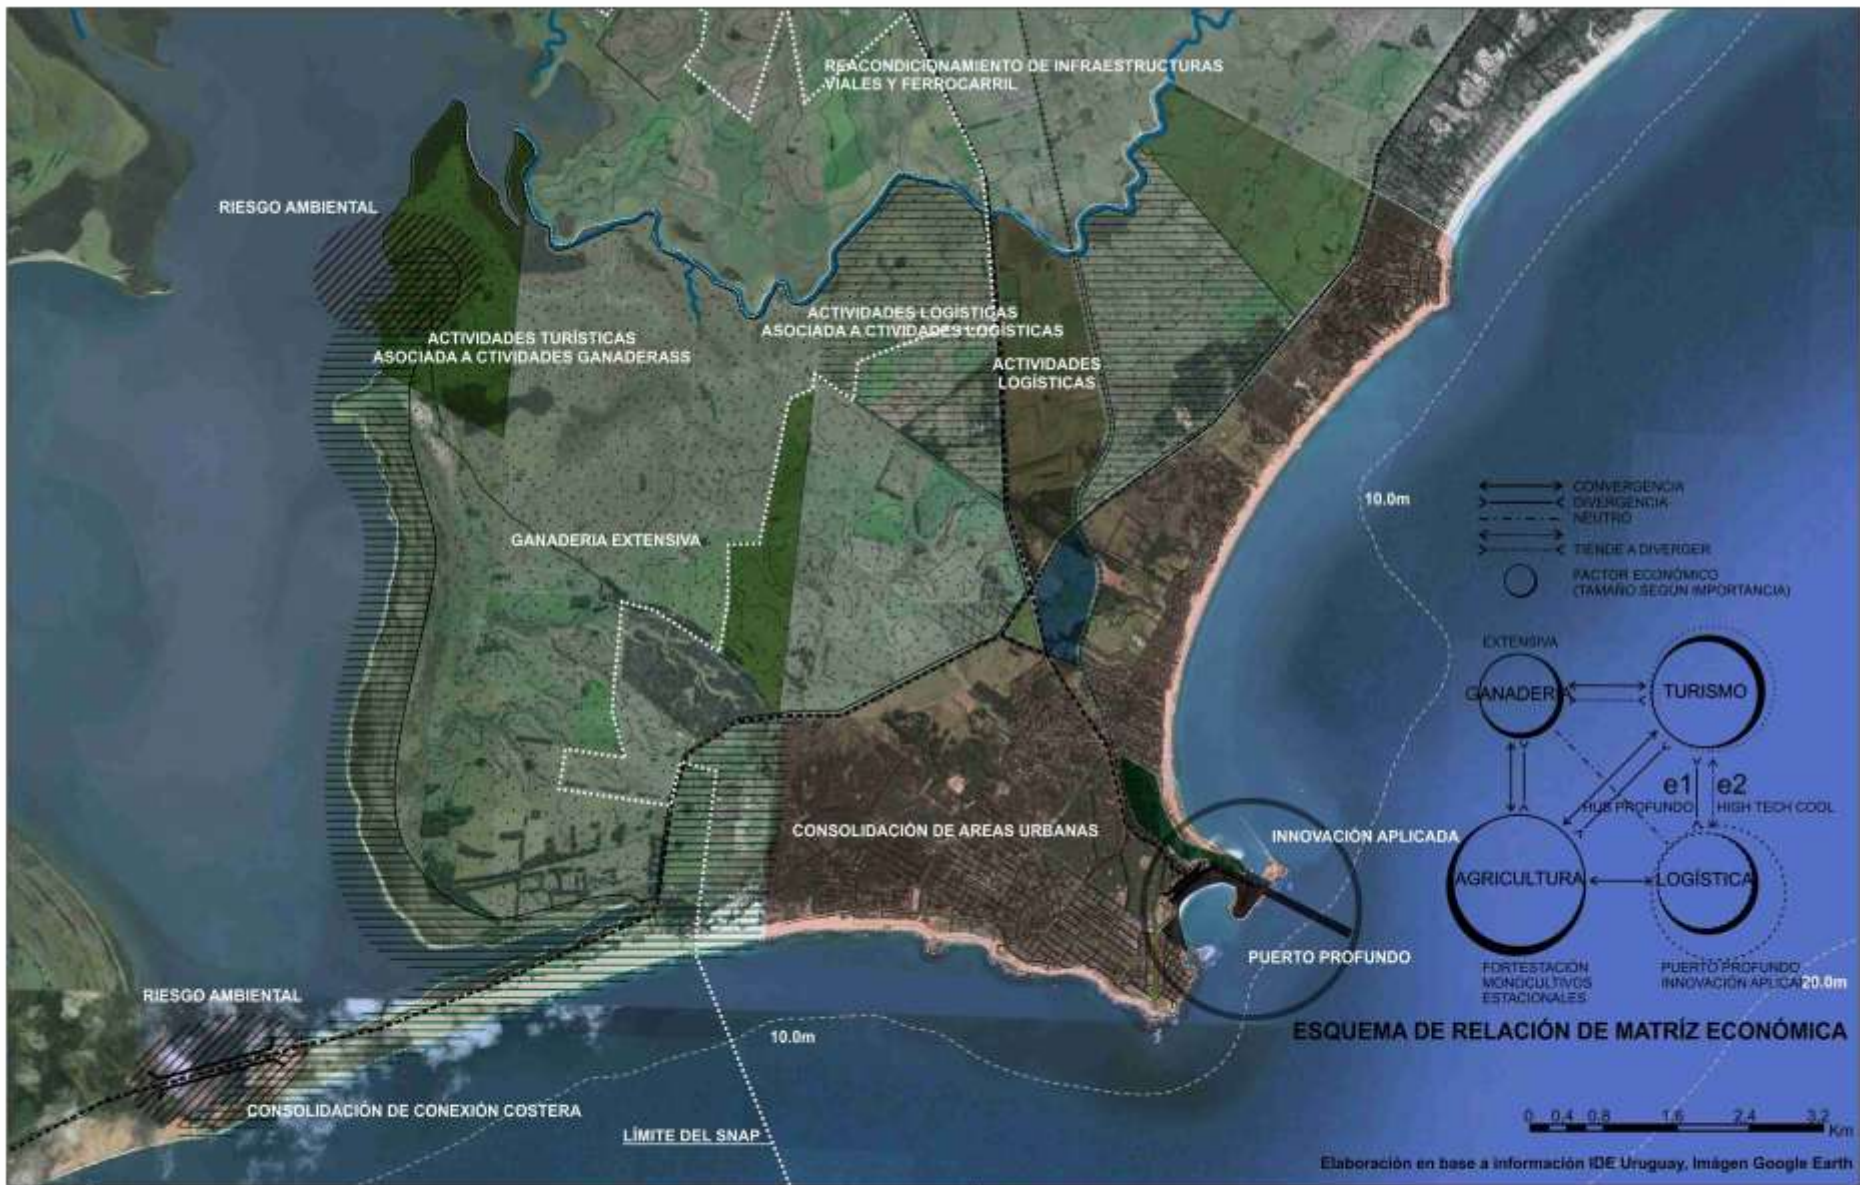 REACONDICIONAMIENTO DE INFRAESTRUCTURAS
VIALES Y FERROCARRIL
RIESGO AMBIENTAL
ACTIVIDADES LOGÍSTICAS
ASOCIADA A CTIVIDADES LOGÍSTICAS
ACTIVIDADES TURÍSTICAS
ASOCIADA A CTIVIDADES GANADERASS
ACTIVIDADES
LOGÍSTICAS
GANADERIA EXTENSIVA
10.0m
CONVERGENCIA
DIVERGENCIA
NEUTRO
TIENDE A DIVERGER
FACTOR ECONÓMICO
(TAMAÑO SEGÚN IMPORTANCIA)
EXTENSIVA
GANADERIA
TURISMO
e1
e2
HUB PROFUNDO
HIGH TECH COOL
AGRICULTURA
LOGÍSTICA
FORTESTACIÓN
MONOCULTIVOS
ESTACIONALES
PUERTO PROFUNDO
INNOVACIÓN APLICA
20.0m
CONSOLIDACIÓN DE AREAS URBANAS
INNOVACIÓN APLICADA
PUERTO PROFUNDO
RIESGO AMBIENTAL
10.0m
ESQUEMA DE RELACIÓN DE MATRÍZ ECONÓMICA
CONSOLIDACIÓN DE CONEXIÓN COSTERA
LÍMITE DEL SNAP
0 0.4 0.8 1.6 2.4 3.2
Km
Elaboración en base a información IDE Uruguay, Imágen Google Earth